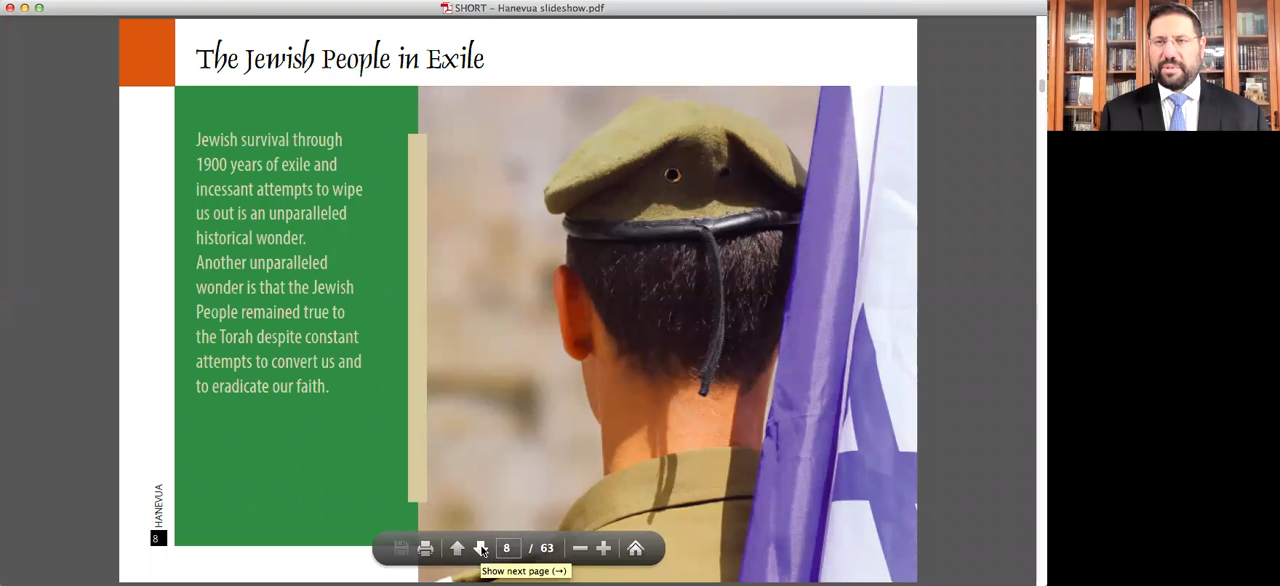 SHORT - Hanevua slideshow.pdf
The Jewish People in Exile
Jewish survival through
1900 years of exile and
incessant attempts to wipe
us out is an unparalleled
historical wonder.
Another unparalleled
wonder is that the Jewish
People remained true to
the Torah despite constant
attempts to convert us and
to eradicate our faith.
HANEVUA
8
8 / 63
Show next page (→)